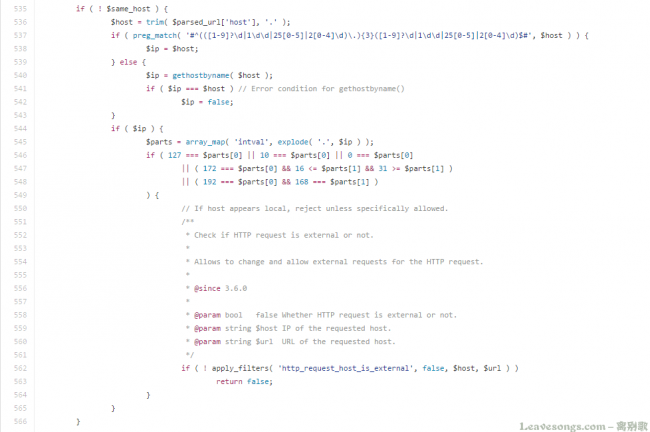 535 if ( ! $same_host ) {
536 $host = trim( $parsed_url['host'], '.' );
537 if ( preg_match( '#^(([1-9]?\d|1\d\d|25[0-5]|2[0-4]\d)\.){3}([1-9]?\d|1\d\d|25[0-5]|2[0-4]\d)$#', $host ) ) {
538 $ip = $host;
539 } else {
540 $ip = gethostbyname( $host );
541 if ( $ip === $host ) // Error condition for gethostbyname()
542 $ip = false;
543 }
544 if ( $ip ) {
545 $parts = array_map( 'intval', explode( '.', $ip ) );
546 if ( 127 === $parts[0] || 10 === $parts[0] || 0 === $parts[0]
547 || ( 172 === $parts[0] && 16 <= $parts[1] && 31 >= $parts[1] )
548 || ( 192 === $parts[0] && 168 === $parts[1] )
549 ) {
550 // If host appears local, reject unless specifically allowed.
551 /**
552 * Check if HTTP request is external or not.
553 *
554 * Allows to change and allow external requests for the HTTP request.
555 *
556 * @since 3.6.0
557 *
558 * @param bool false Whether HTTP request is external or not.
559 * @param string $host IP of the requested host.
560 * @param string $url URL of the requested host.
561 */
562 if ( ! apply_filters( 'http_request_host_is_external', false, $host, $url ) )
563 return false;
564 }
565 }
566 }
Leavesongs.com – 离别歌